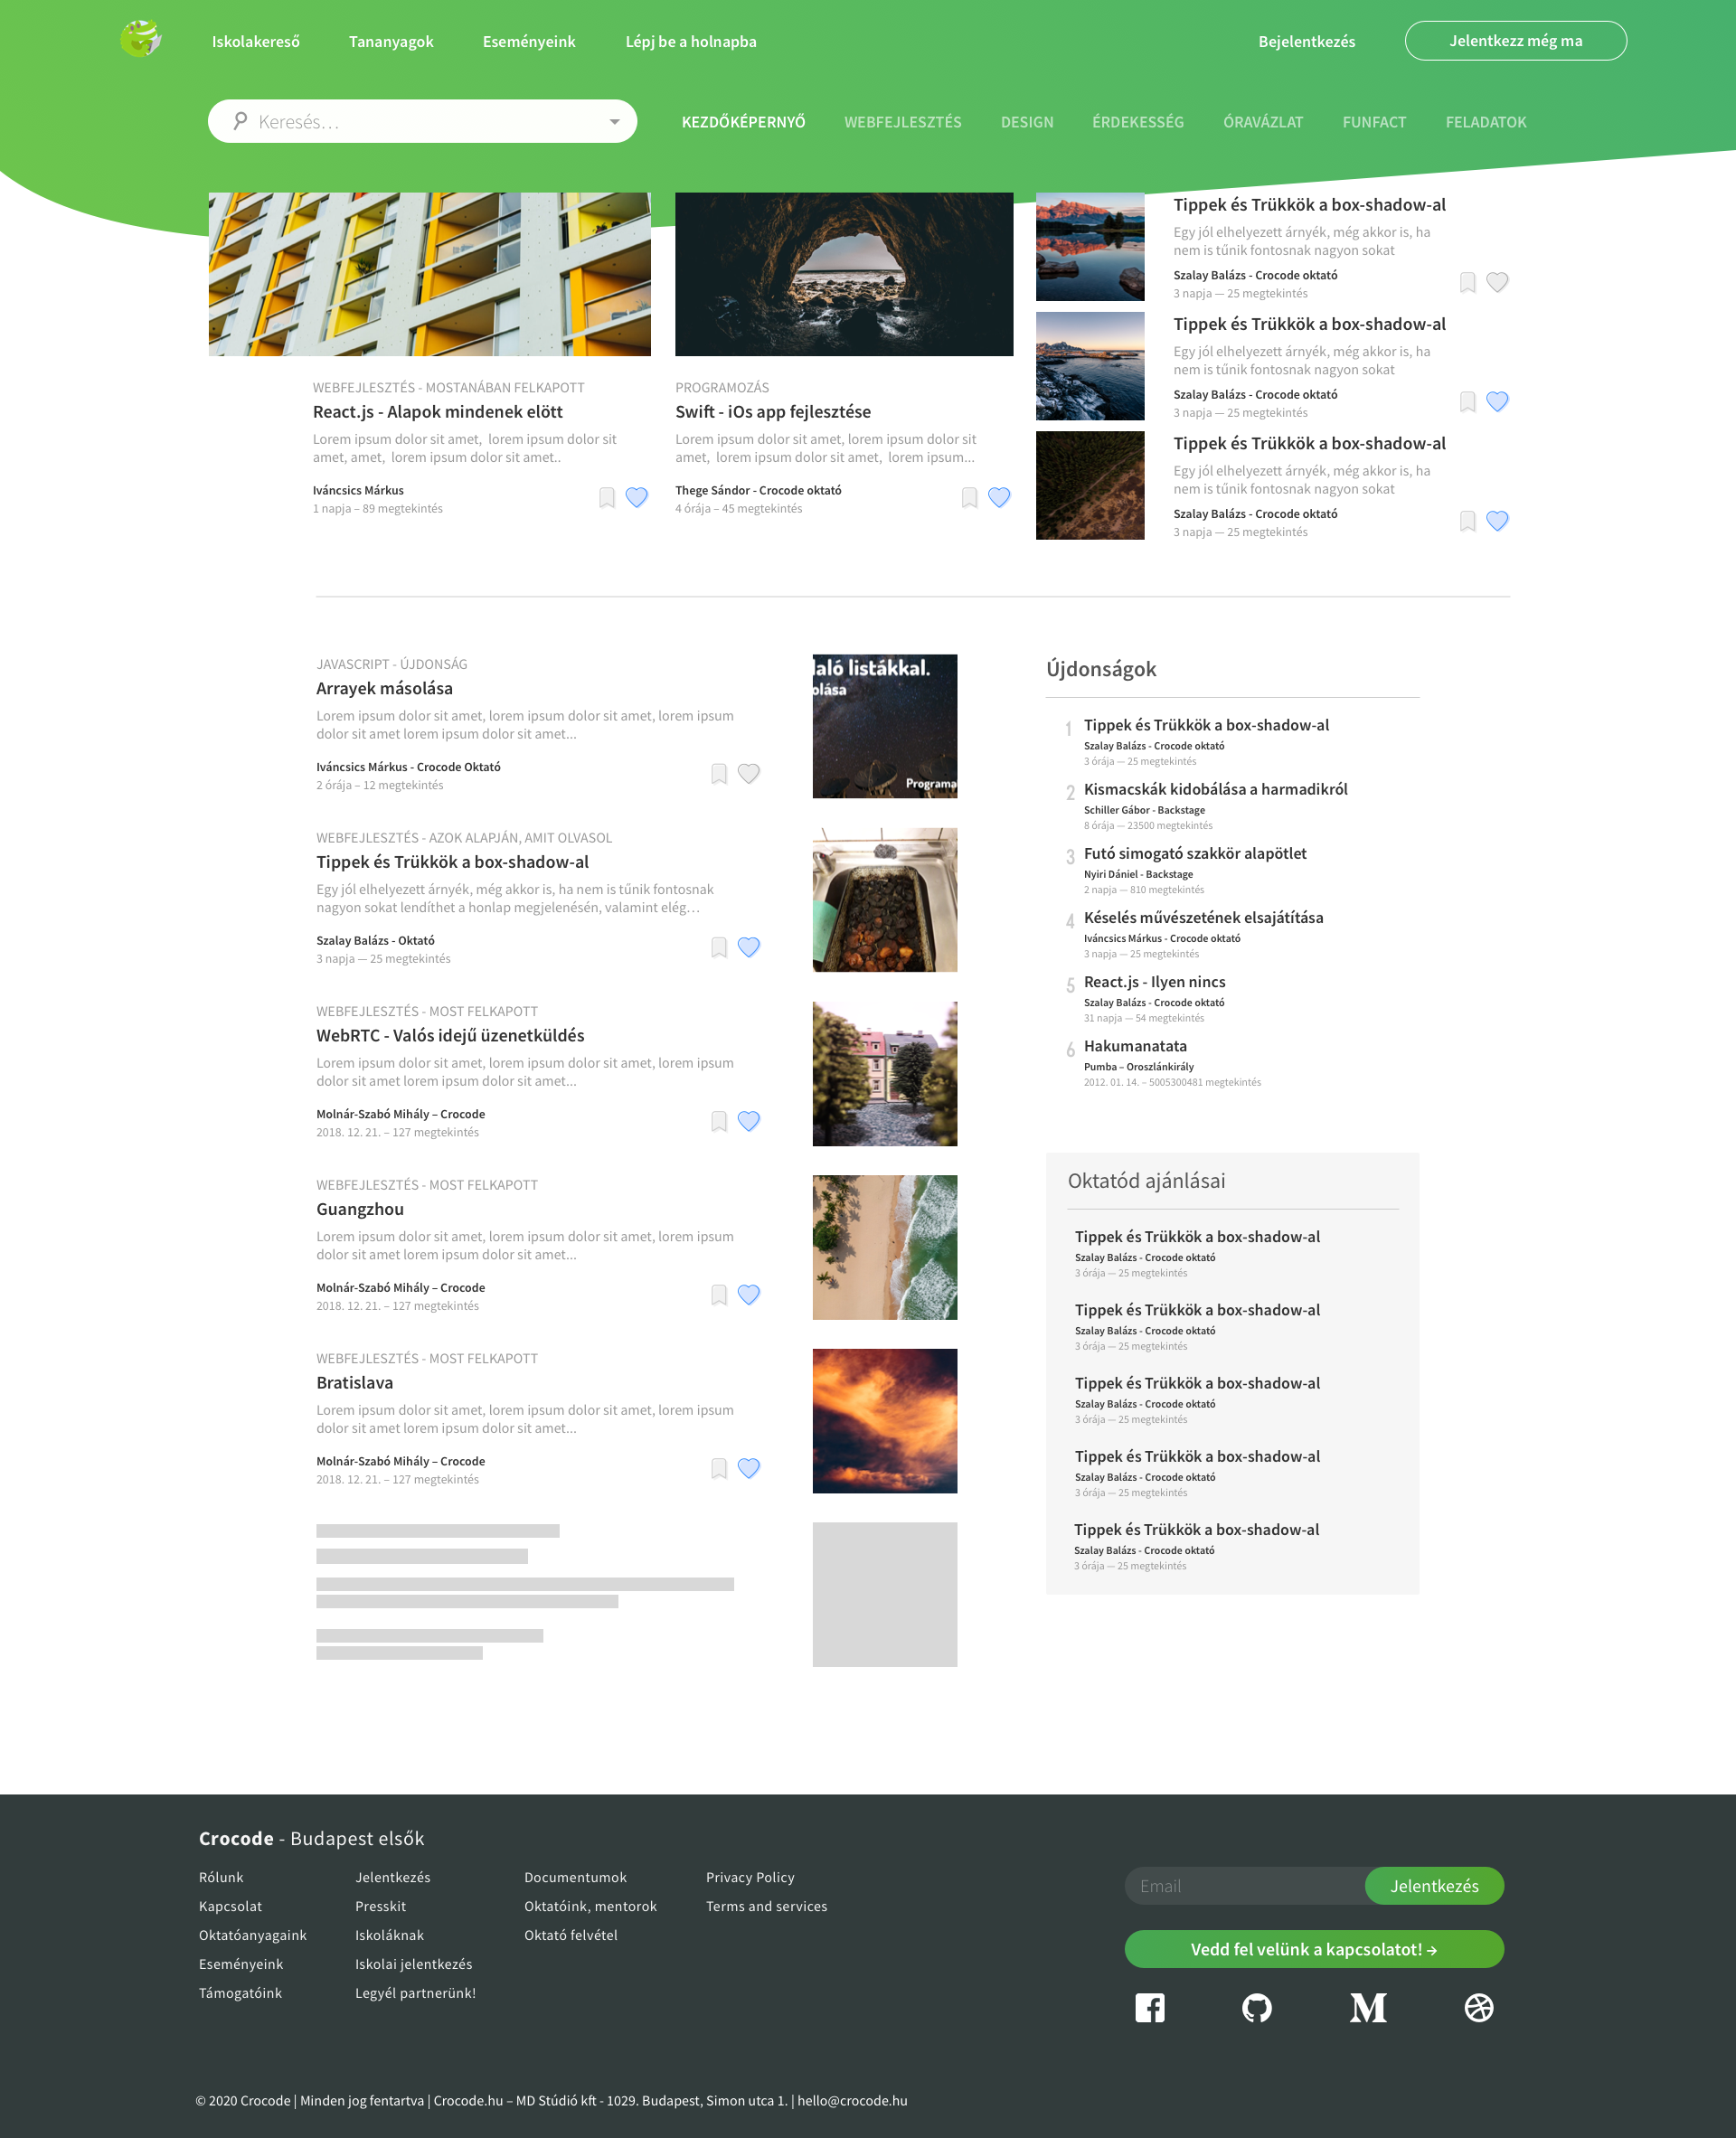 Iskolakereső
Tananyagok
Eseményeink
Lépj be a holnapba
Bejelentkezés
Jelentkezz még ma
Keresés…
KEZDŐKÉPERNYŐ
WEBFEJLESZTÉS
DESIGN
ÉRDEKESSÉG
ÓRAVÁZLAT
FUNFACT
FELADATOK
WEBFEJLESZTÉS - MOSTANÁBAN FELKAPOTT
React.js - Alapok mindenek elött
Lorem ipsum dolor sit amet,  lorem ipsum dolor sit
amet, amet,  lorem ipsum dolor sit amet..
Iváncsics Márkus
1 napja – 89 megtekintés
PROGRAMOZÁS
Swift - iOs app fejlesztése
Lorem ipsum dolor sit amet, lorem ipsum dolor sit
amet,  lorem ipsum dolor sit amet,  lorem ipsum...
Thege Sándor - Crocode oktató
4 órája – 45 megtekintés
Tippek és Trükkök a box-shadow-al
Egy jól elhelyezett árnyék, még akkor is, ha
nem is tűnik fontosnak nagyon sokat
Szalay Balázs - Crocode oktató
3 napja — 25 megtekintés
Tippek és Trükkök a box-shadow-al
Egy jól elhelyezett árnyék, még akkor is, ha
nem is tűnik fontosnak nagyon sokat
Szalay Balázs - Crocode oktató
3 napja — 25 megtekintés
Tippek és Trükkök a box-shadow-al
Egy jól elhelyezett árnyék, még akkor is, ha
nem is tűnik fontosnak nagyon sokat
Szalay Balázs - Crocode oktató
3 napja — 25 megtekintés
JAVASCRIPT - ÚJDONSÁG
Arrayek másolása
Lorem ipsum dolor sit amet, lorem ipsum dolor sit amet, lorem ipsum
dolor sit amet lorem ipsum dolor sit amet...
Iváncsics Márkus - Crocode Oktató
2 órája – 12 megtekintés
laló listákkal.
olása
Programa
WEBFEJLESZTÉS - AZOK ALAPJÁN, AMIT OLVASOL
Tippek és Trükkök a box-shadow-al
Egy jól elhelyezett árnyék, még akkor is, ha nem is tűnik fontosnak
nagyon sokat lendíthet a honlap megjelenésén, valamint elég…
Szalay Balázs - Oktató
3 napja — 25 megtekintés
WEBFEJLESZTÉS - MOST FELKAPOTT
WebRTC - Valós idejű üzenetküldés
Lorem ipsum dolor sit amet, lorem ipsum dolor sit amet, lorem ipsum
dolor sit amet lorem ipsum dolor sit amet...
Molnár-Szabó Mihály – Crocode
2018. 12. 21. – 127 megtekintés
WEBFEJLESZTÉS - MOST FELKAPOTT
Guangzhou
Lorem ipsum dolor sit amet, lorem ipsum dolor sit amet, lorem ipsum
dolor sit amet lorem ipsum dolor sit amet...
Molnár-Szabó Mihály – Crocode
2018. 12. 21. – 127 megtekintés
WEBFEJLESZTÉS - MOST FELKAPOTT
Bratislava
Lorem ipsum dolor sit amet, lorem ipsum dolor sit amet, lorem ipsum
dolor sit amet lorem ipsum dolor sit amet...
Molnár-Szabó Mihály – Crocode
2018. 12. 21. – 127 megtekintés
Újdonságok
1 Tippek és Trükkök a box-shadow-al
Szalay Balázs - Crocode oktató
3 órája — 25 megtekintés
2 Kismacskák kidobálása a harmadikról
Schiller Gábor - Backstage
8 órája — 23500 megtekintés
3 Futó simogató szakkör alapötlet
Nyiri Dániel - Backstage
2 napja — 810 megtekintés
4 Késelés művészetének elsajátítása
Iváncsics Márkus - Crocode oktató
3 napja — 25 megtekintés
5 React.js - Ilyen nincs
Szalay Balázs - Crocode oktató
31 napja — 54 megtekintés
6 Hakumanatata
Pumba – Oroszlánkirály
2012. 01. 14. – 5005300481 megtekintés
Oktatód ajánlásai
Tippek és Trükkök a box-shadow-al
Szalay Balázs - Crocode oktató
3 órája — 25 megtekintés
Tippek és Trükkök a box-shadow-al
Szalay Balázs - Crocode oktató
3 órája — 25 megtekintés
Tippek és Trükkök a box-shadow-al
Szalay Balázs - Crocode oktató
3 órája — 25 megtekintés
Tippek és Trükkök a box-shadow-al
Szalay Balázs - Crocode oktató
3 órája — 25 megtekintés
Tippek és Trükkök a box-shadow-al
Szalay Balázs - Crocode oktató
3 órája — 25 megtekintés
Crocode - Budapest elsők
Rólunk
Kapcsolat
Oktatóanyagaink
Eseményeink
Támogatóink
Jelentkezés
Presskit
Iskoláknak
Iskolai jelentkezés
Legyél partnerünk!
Documentumok
Oktatóink, mentorok
Oktató felvétel
Privacy Policy
Terms and services
Email
Jelentkezés
Vedd fel velünk a kapcsolatot! →
© 2020 Crocode | Minden jog fentartva | Crocode.hu – MD Stúdió kft - 1029. Budapest, Simon utca 1. | hello@crocode.hu